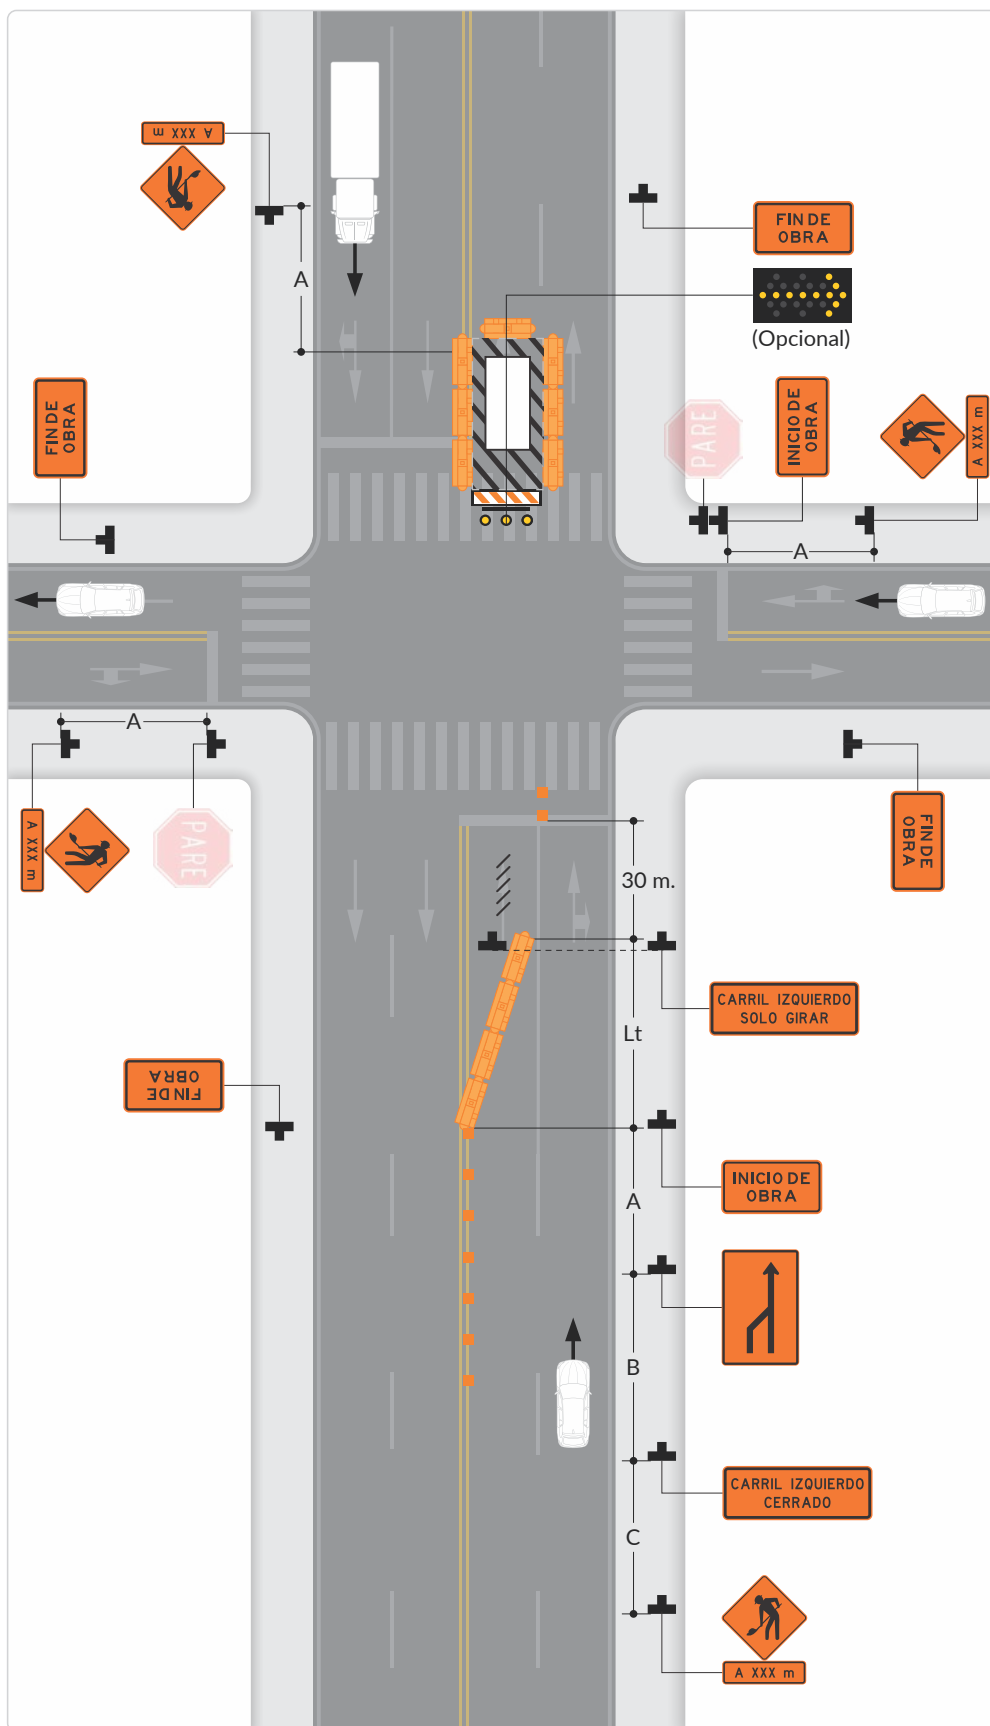 A XXX m
A
FIN DE
OBRA
(Opcional)
FIN DE
OBRA
PARE
INICIO DE
OBRA
A XXX m
A
A
A XXX m
PARE
FIN DE
OBRA
30 m.
CARRIL IZQUIERDO
SOLO GIRAR
Lt
FIN DE
OBRA
INICIO DE
OBRA
A
B
CARRIL IZQUIERDO
CERRADO
C
A XXX m